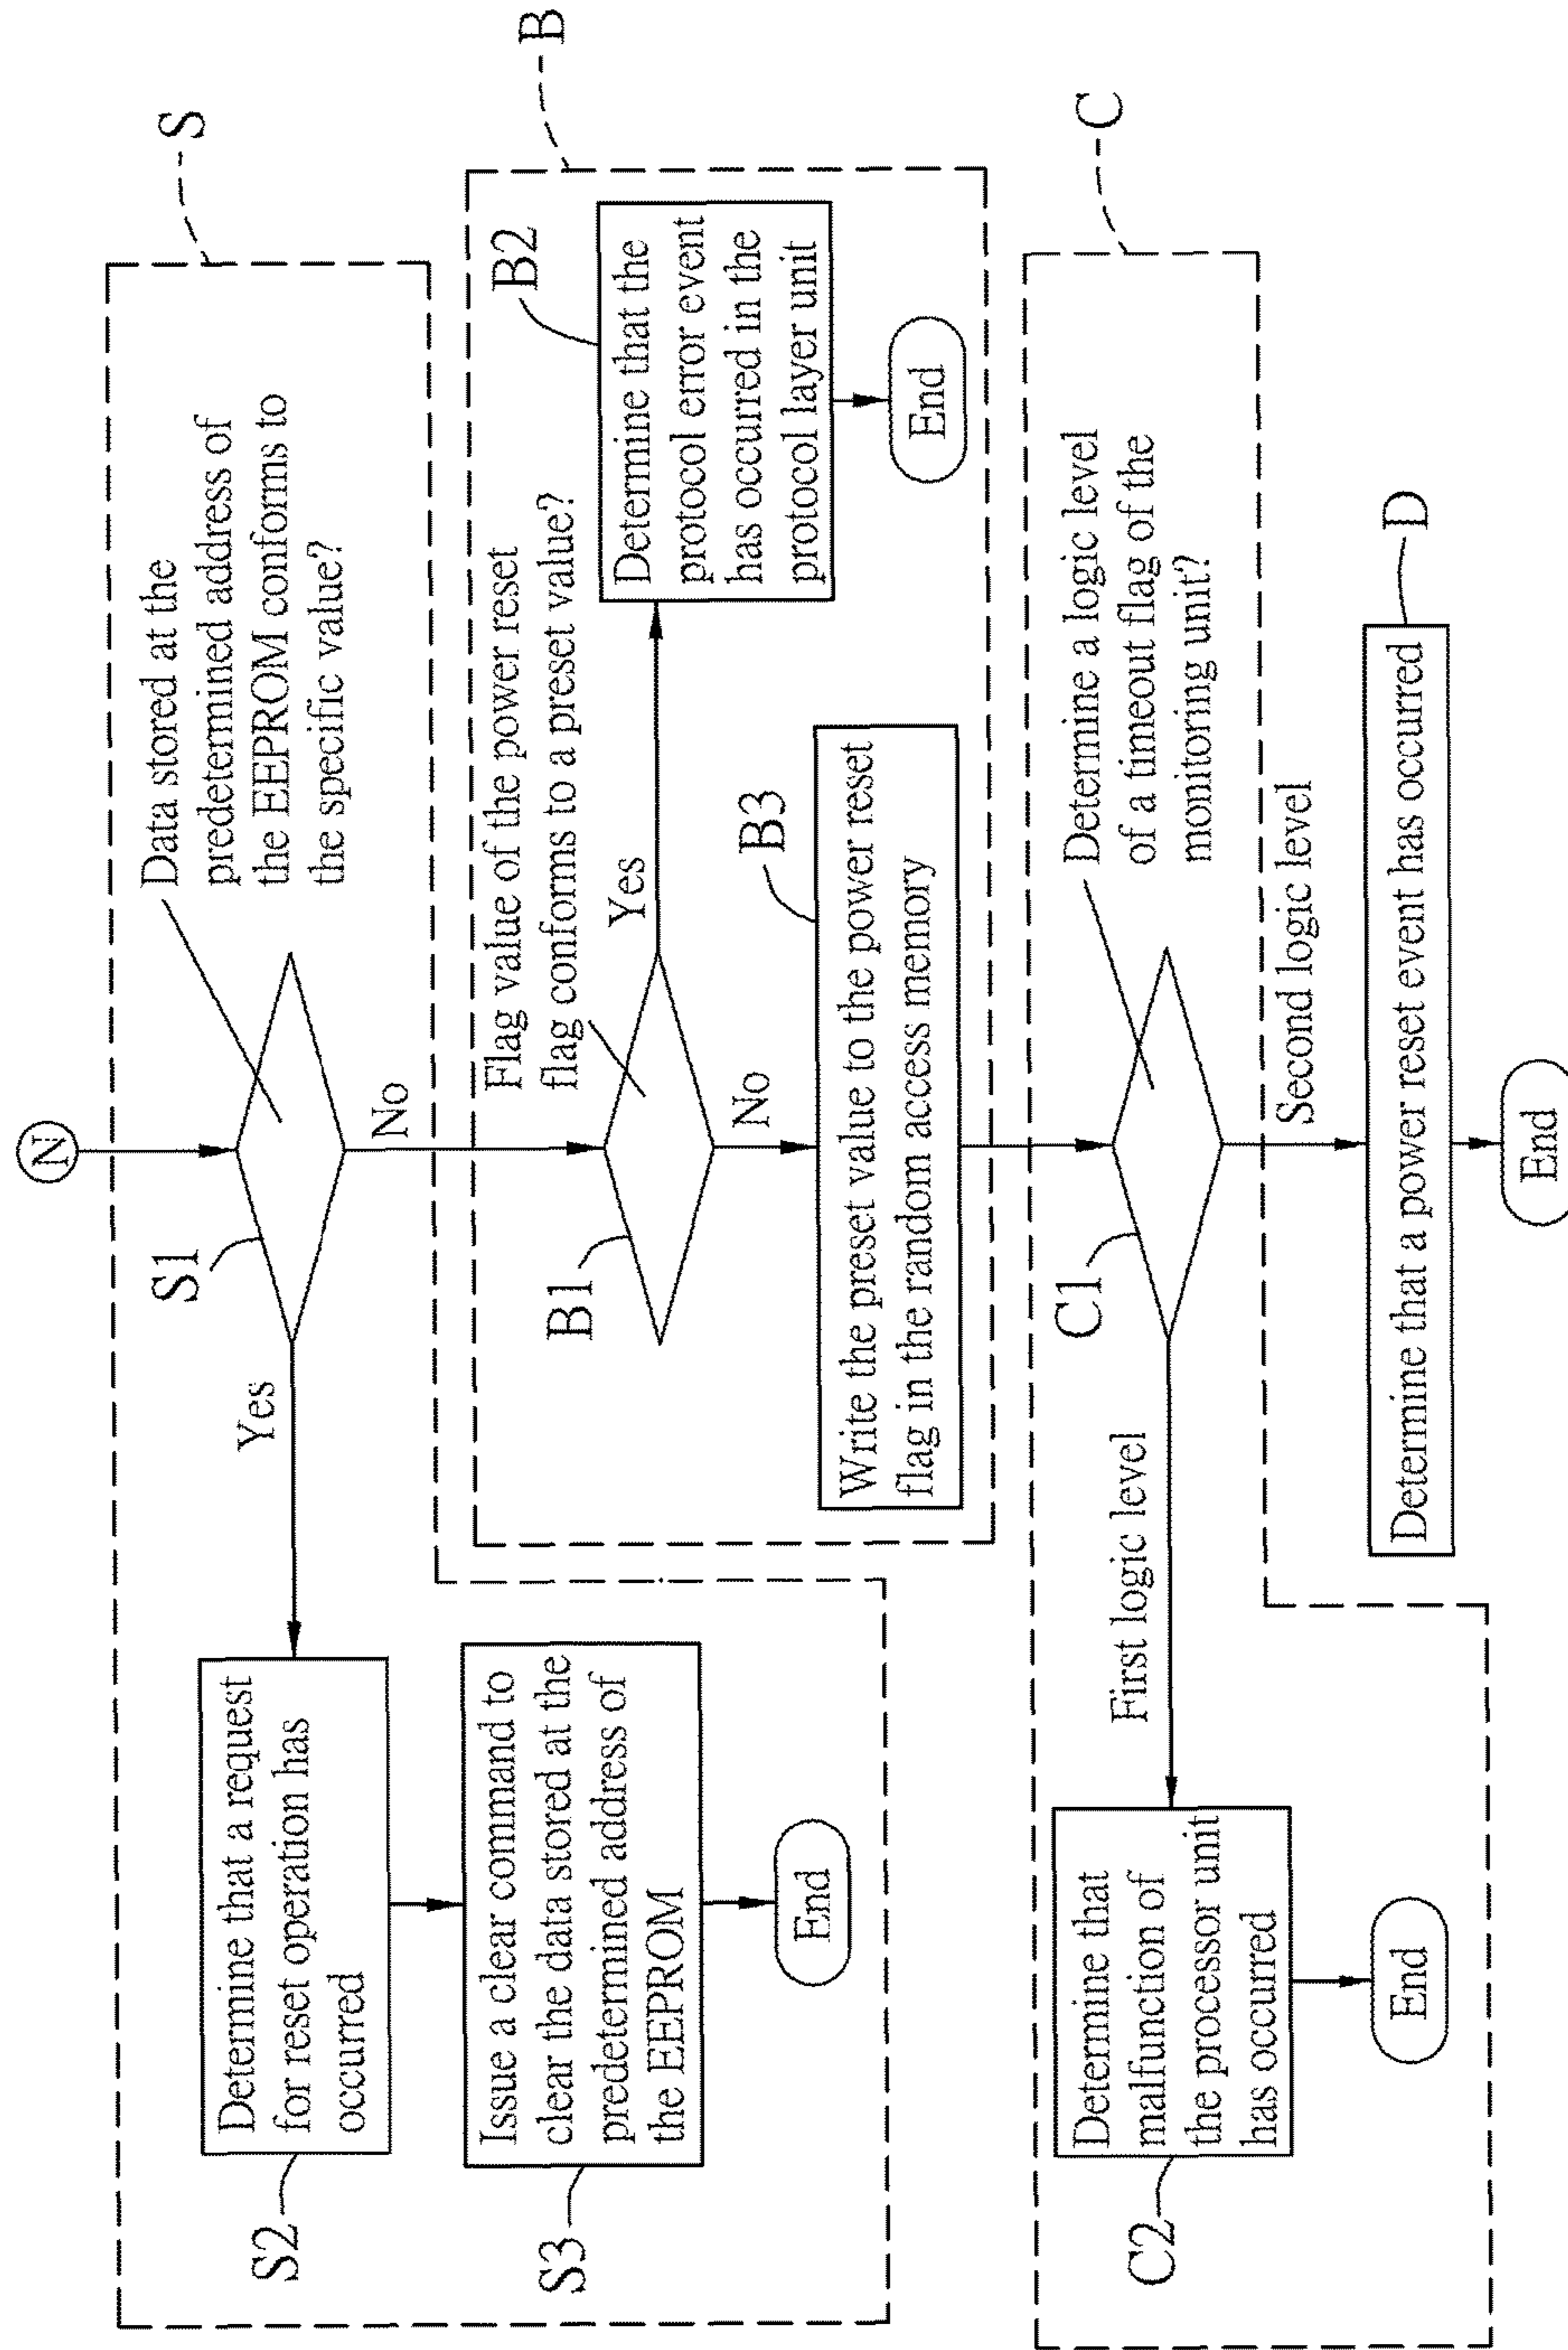 N
S
S1
Data stored at the
predetermined address of
the EEPROM conforms to
the specific value?
Yes
No
S2
Determine that a request
for reset operation has
occurred
S3
Issue a clear command to
clear the data stored at the
predetermined address of
the EEPROM
End
B
B1
Flag value of the power reset
flag conforms to a preset value?
Yes
No
B2
Determine that the
protocol error event
has occurred in the
protocol layer unit
End
B3
Write the preset value to the power reset
flag in the random access memory
C
C1
Determine a logic level
of a timeout flag of the
monitoring unit?
First logic level
Second logic level
C2
Determine that
malfunction of
the processor unit
has occurred
End
D
Determine that a power reset event has occurred
End